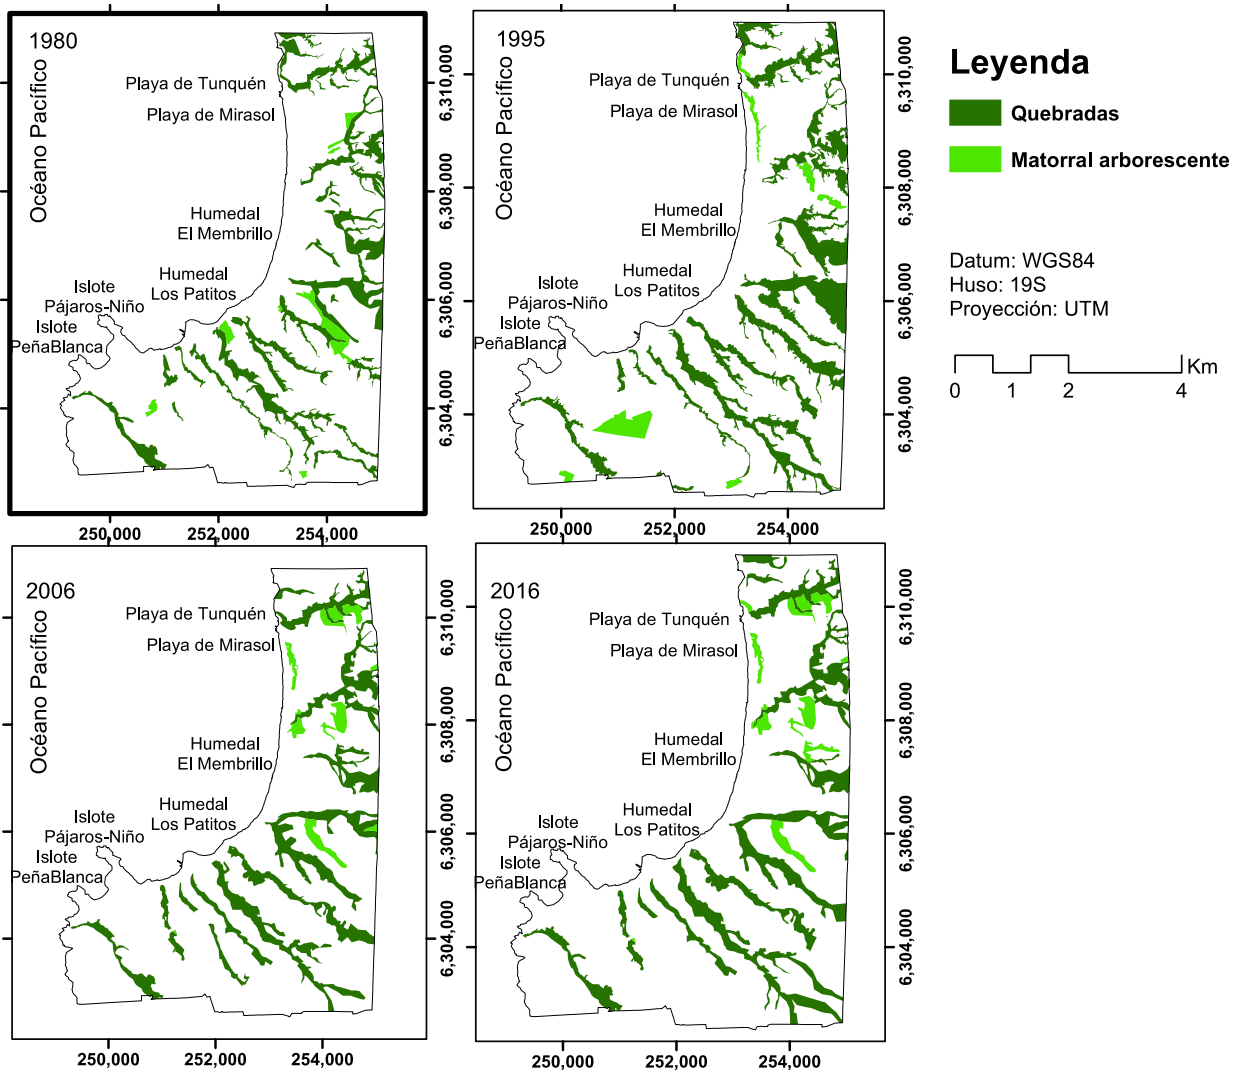 1980
Playa de Tunquén
Playa de Mirasol
Océano Pacífico
Humedal
El Membrillo
Humedal
Los Patitos
Islote
Pájaros-Niño
Islote
PeñaBlanca
6,310,000
6,308,000
6,306,000
6,304,000
250,000
252,000
254,000
1995
Playa de Tunquén
Playa de Mirasol
Océano Pacífico
Humedal
El Membrillo
Humedal
Los Patitos
Islote
Pájaros-Niño
Islote
PeñaBlanca
6,310,000
6,308,000
6,306,000
6,304,000
250,000
252,000
254,000
Leyenda
Quebradas
Matorral arborescente
Datum: WGS84
Huso: 19S
Proyección: UTM
Km
0 1 2 4
2006
Playa de Tunquén
Playa de Mirasol
Océano Pacífico
Humedal
El Membrillo
Humedal
Los Patitos
Islote
Pájaros-Niño
Islote
PeñaBlanca
6,310,000
6,308,000
6,306,000
6,304,000
250,000
252,000
254,000
2016
Playa de Tunquén
Playa de Mirasol
Océano Pacífico
Humedal
El Membrillo
Humedal
Los Patitos
Islote
Pájaros-Niño
Islote
PeñaBlanca
6,310,000
6,308,000
6,306,000
6,304,000
250,000
252,000
254,000